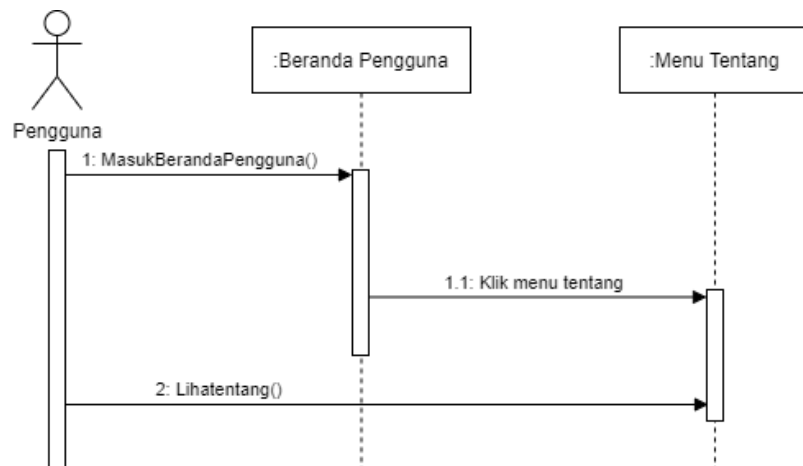 :Beranda Pengguna
:Menu Tentang
Pengguna
1: MasukBerandaPengguna()
1.1: Klik menu tentang
2: Lihatentang()